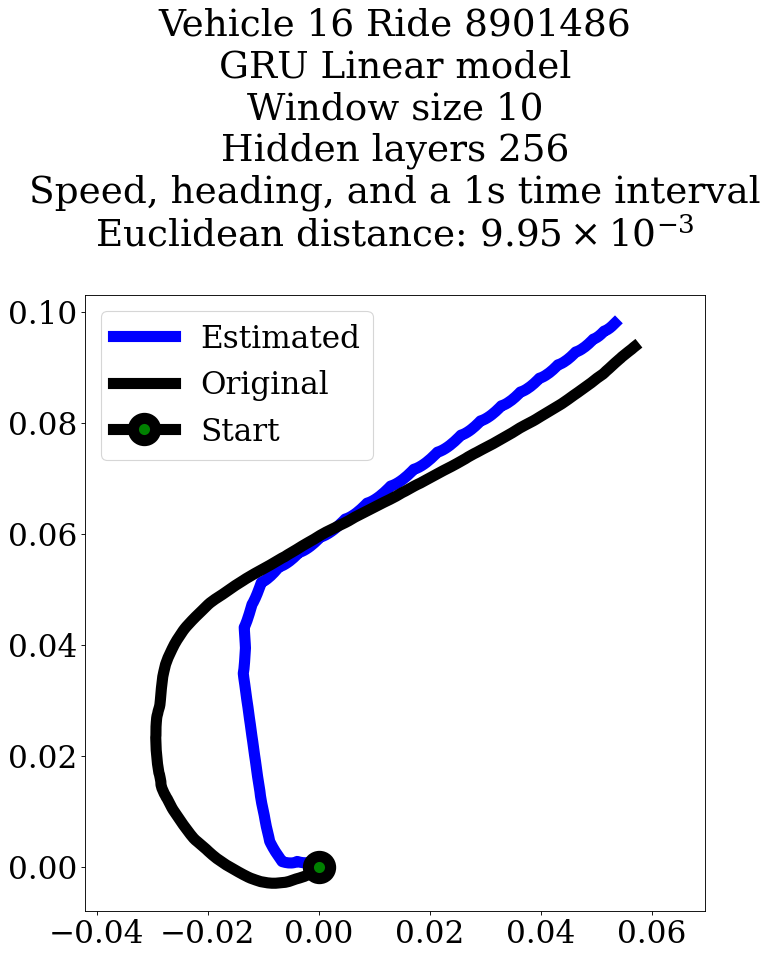 Vehicle 16 Ride 8901486
GRU Linear model
Window size 10
Hidden layers 256
Speed, heading, and a 1s time interval
Euclidean distance: 9.95 × 10⁻³
0.10
0.08
0.06
0.04
0.02
0.00
Estimated
Original
Start
−0.04 −0.02 0.00 0.02 0.04 0.06